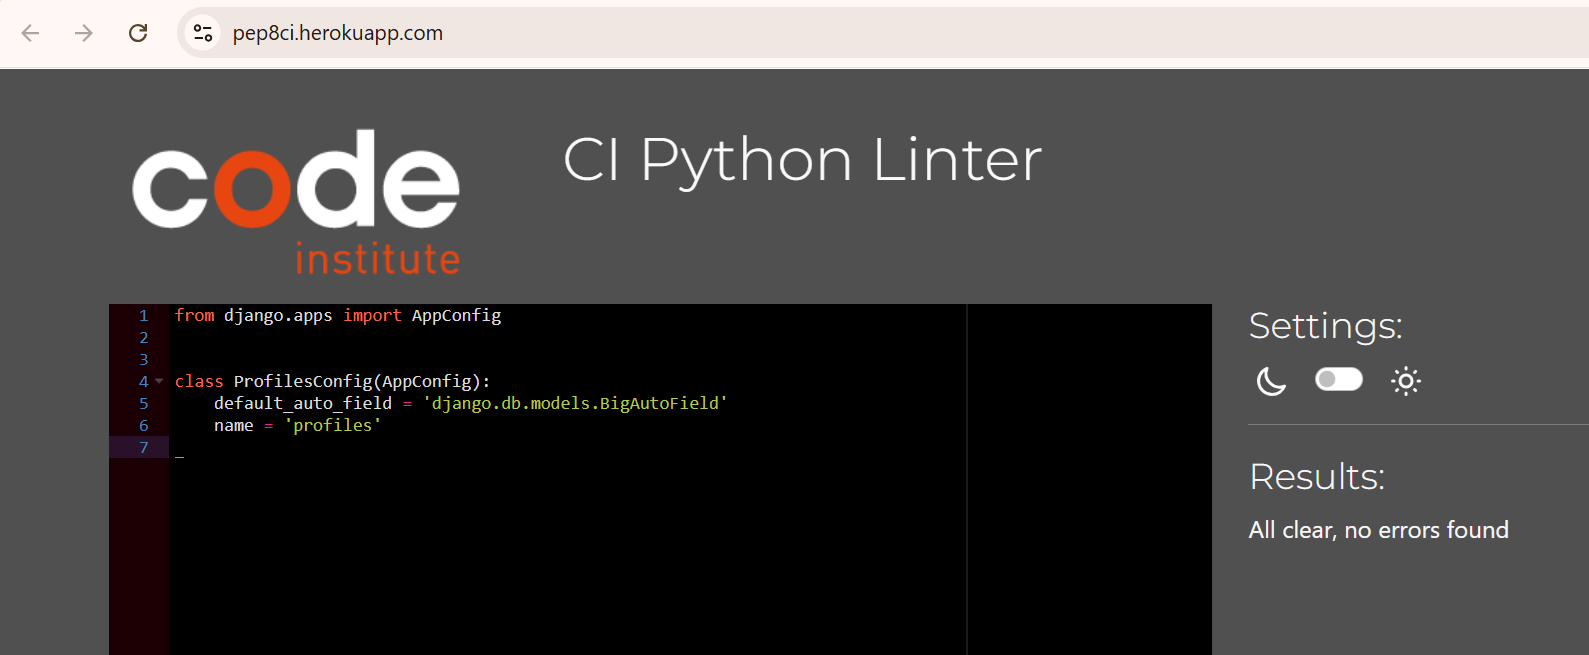 pep8ci.herokuapp.com
code
institute
CI Python Linter
1 from django.apps import AppConfig
2
3
4 class ProfilesConfig(AppConfig):
5     default_auto_field = 'django.db.models.BigAutoField'
6     name = 'profiles'
7
Settings:
Results:
All clear, no errors found